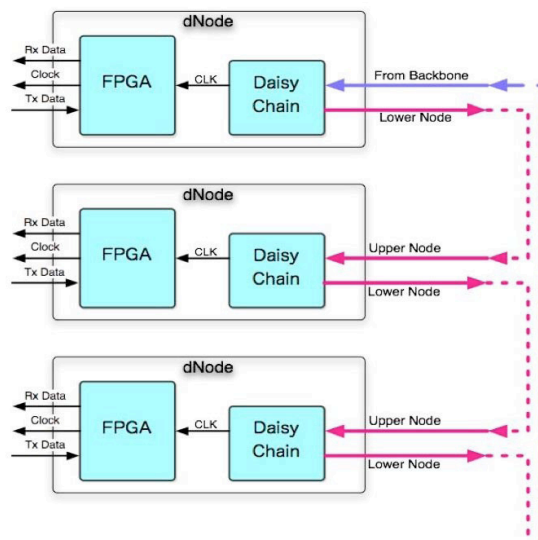 dNode
Rx Data
Clock
Tx Data
FPGA
CLK
Daisy
Chain
From Backbone
Lower Node
dNode
Rx Data
Clock
Tx Data
FPGA
CLK
Daisy
Chain
Upper Node
Lower Node
dNode
Rx Data
Clock
Tx Data
FPGA
CLK
Daisy
Chain
Upper Node
Lower Node